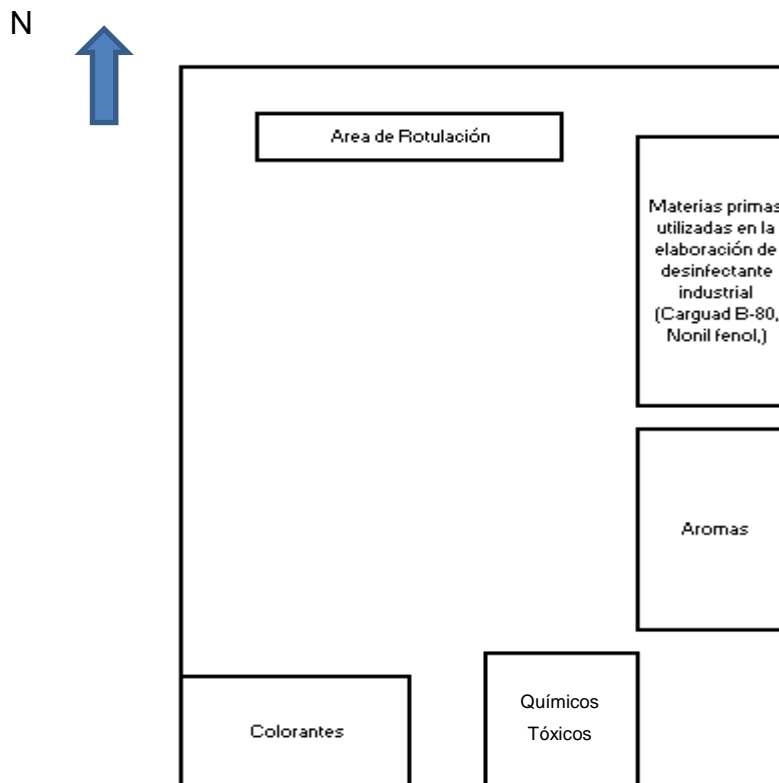 N
Area de Rotulación
Materias primas
utilizadas en la
elaboración de
desinfectante
industrial
(Carguad B-80,
Nonil fenol,)
Aromas
Químicos
Tóxicos
Colorantes